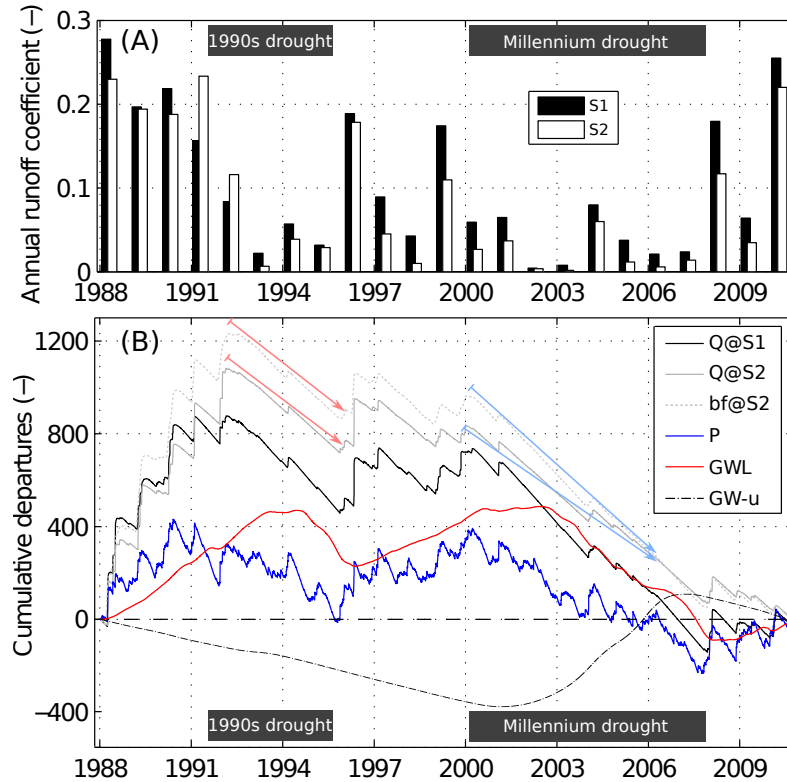 (A)
1990s drought
Millennium drought
Annual runoff coefficient (−)
0.3
0.2
0.1
0
S1
S2
1988 1991 1994 1997 2000 2003 2006 2009
(B)
Cumulative departures (−)
1200
800
400
0
−400
Q@S1
Q@S2
bf@S2
P
GWL
GW-u
1990s drought
Millennium drought
1988 1991 1994 1997 2000 2003 2006 2009